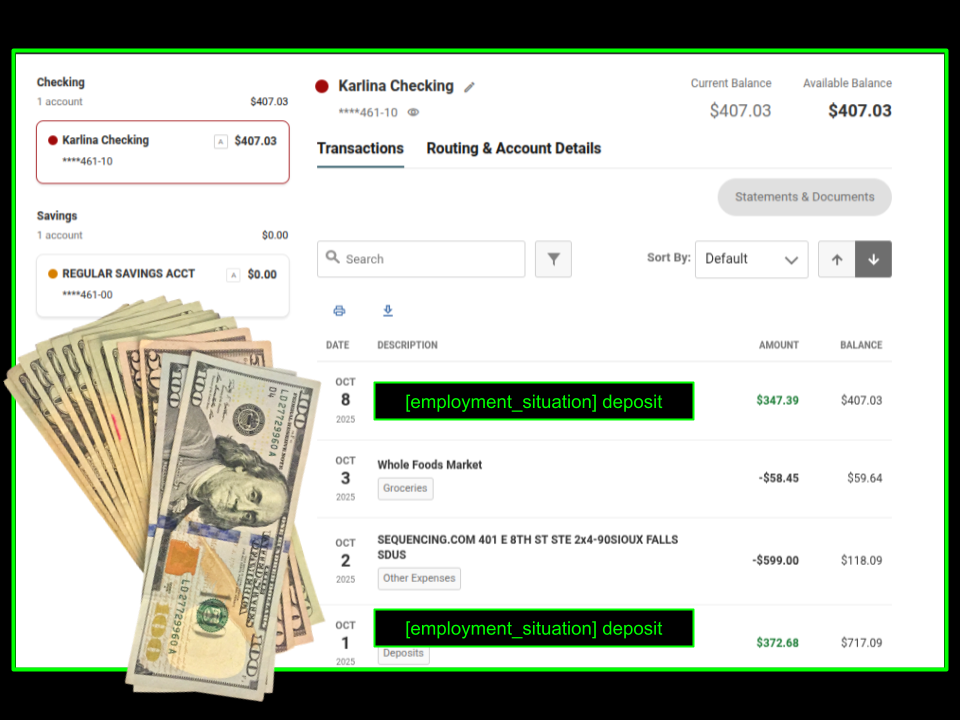 Checking
1 account $407.03
Karlina Checking A $407.03
****461-10
Savings
1 account $0.00
REGULAR SAVINGS ACCT A $0.00
****461-00
Karlina Checking
****461-10
Current Balance Available Balance
$407.03 $407.03
Transactions Routing & Account Details
Statements & Documents
Search
Sort By: Default
DATE DESCRIPTION AMOUNT BALANCE
OCT
8
2025
[employment_situation] deposit $347.39 $407.03
OCT
3
2025
Whole Foods Market
Groceries
-$58.45 $59.64
OCT
2
2025
SEQUENCING.COM 401 E 8TH ST STE 2x4-90SIOUX FALLS
SDUS
Other Expenses
-$599.00 $118.09
OCT
1
2025
[employment_situation] deposit
Deposits
$372.68 $717.09
100
LD27729960A
D4
100
LD27729960A
100